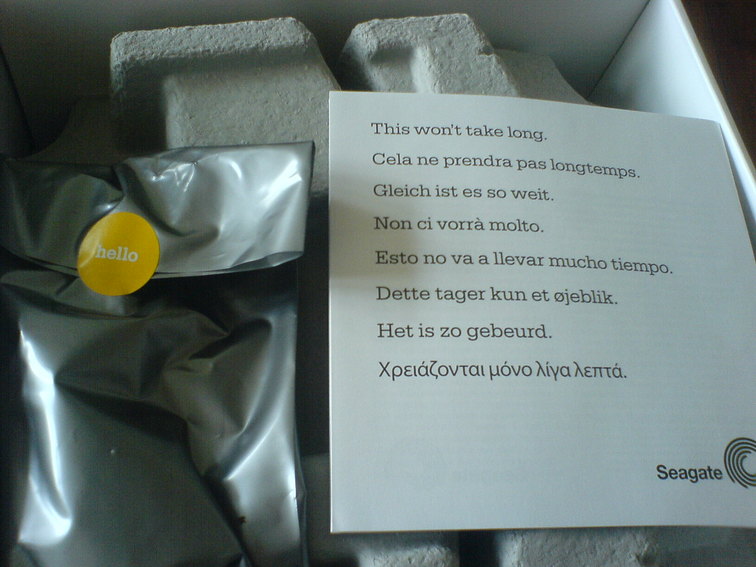 hello
This won't take long.
Cela ne prendra pas longtemps.
Gleich ist es so weit.
Non ci vorrà molto.
Esto no va a llevar mucho tiempo.
Dette tager kun et øjeblik.
Het is zo gebeurd.
Χρειάζονται μόνο λίγα λεπτά.
Seagate